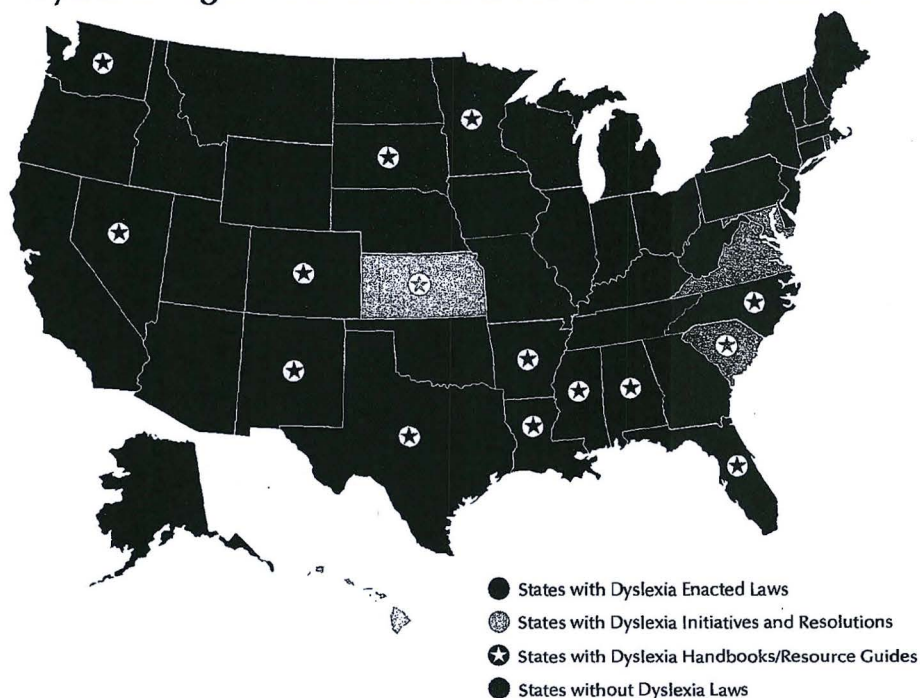 States with Dyslexia Enacted Laws
States with Dyslexia Initiatives and Resolutions
States with Dyslexia Handbooks/Resource Guides
States without Dyslexia Laws